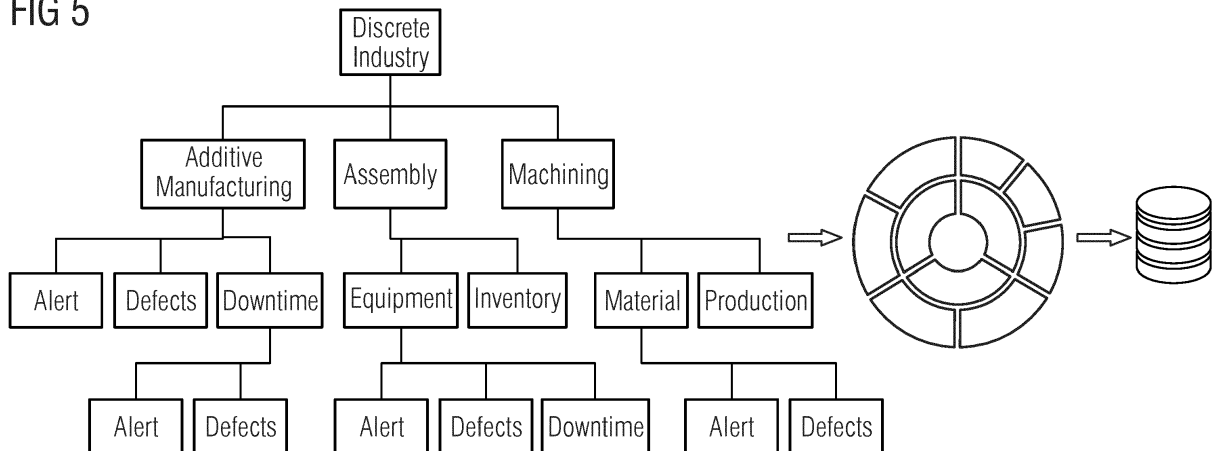 FIG 5
Discrete
Industry
Additive
Manufacturing
Assembly
Machining
Alert
Defects
Downtime
Equipment
Inventory
Material
Production
Alert
Defects
Alert
Defects
Downtime
Alert
Defects